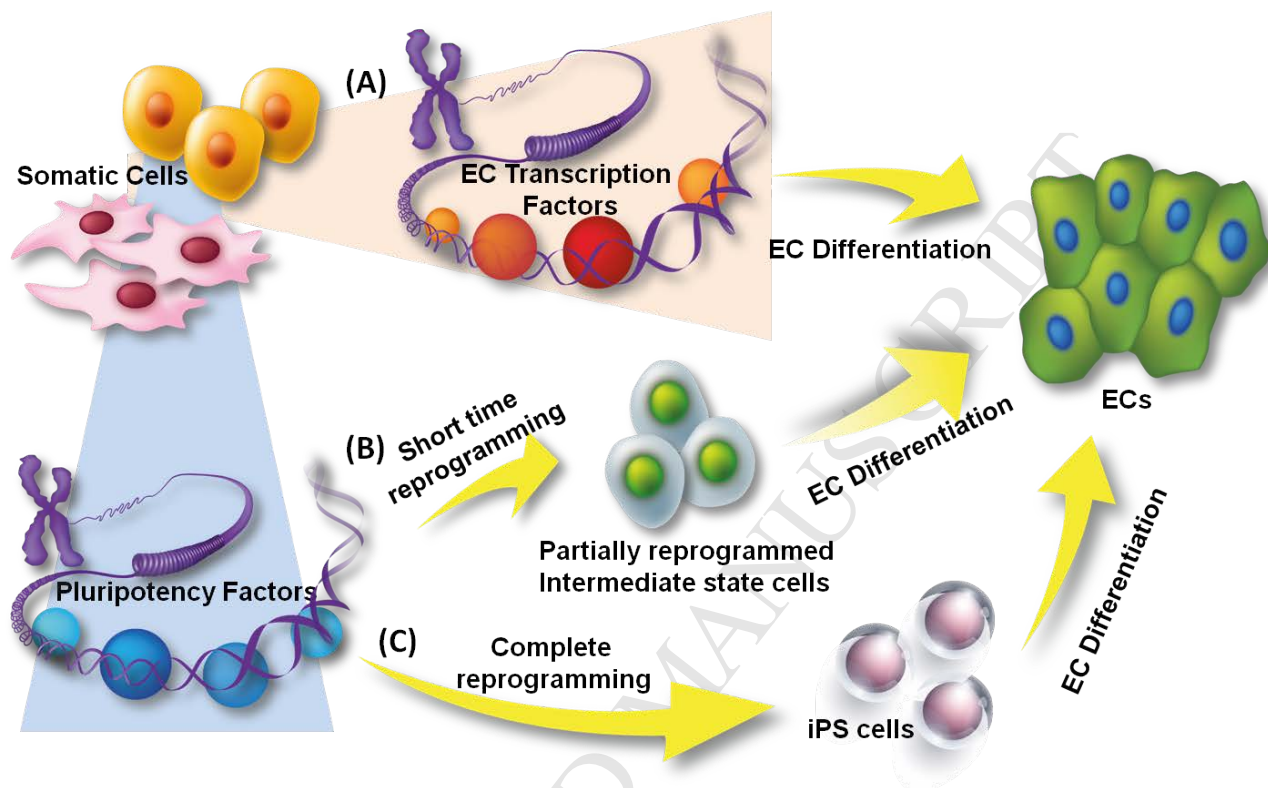 (A)
Somatic Cells
EC Transcription
Factors
EC Differentiation
ECs
(B)
Short time
reprogramming
Partially reprogrammed
Intermediate state cells
EC Differentiation
Pluripotency Factors
(C)
Complete
reprogramming
iPS cells
EC Differentiation
D MANUSCRIPT